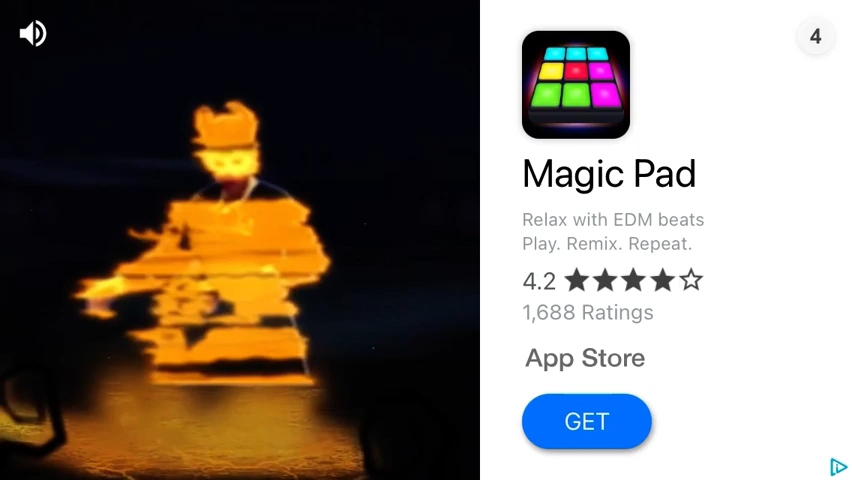 4
Magic Pad
Relax with EDM beats
Play. Remix. Repeat.
4.2
1,688 Ratings
App Store
GET